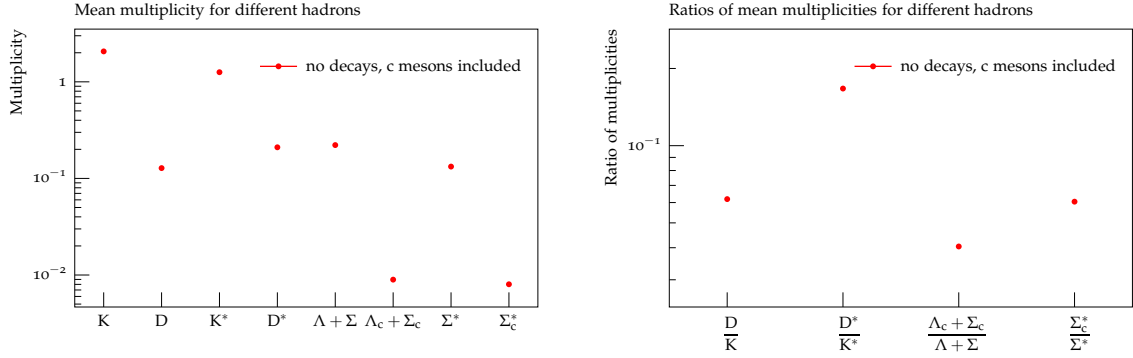 Mean multiplicity for different hadrons
Multiplicity
no decays, c mesons included
1
10⁻¹
10⁻²
K D K* D* Λ + Σ Λc + Σc Σ* Σc*
Ratios of mean multiplicities for different hadrons
Ratio of multiplicities
no decays, c mesons included
10⁻¹
D D* Λc + Σc Σc*
K K* Λ + Σ Σ*